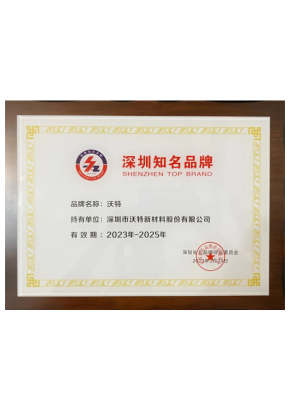 深圳知名品牌
SHENZHEN TOP BRAND
品牌名称：沃特
持有单位：深圳市沃特新材料股份有限公司
有 效 期：2023年-2025年